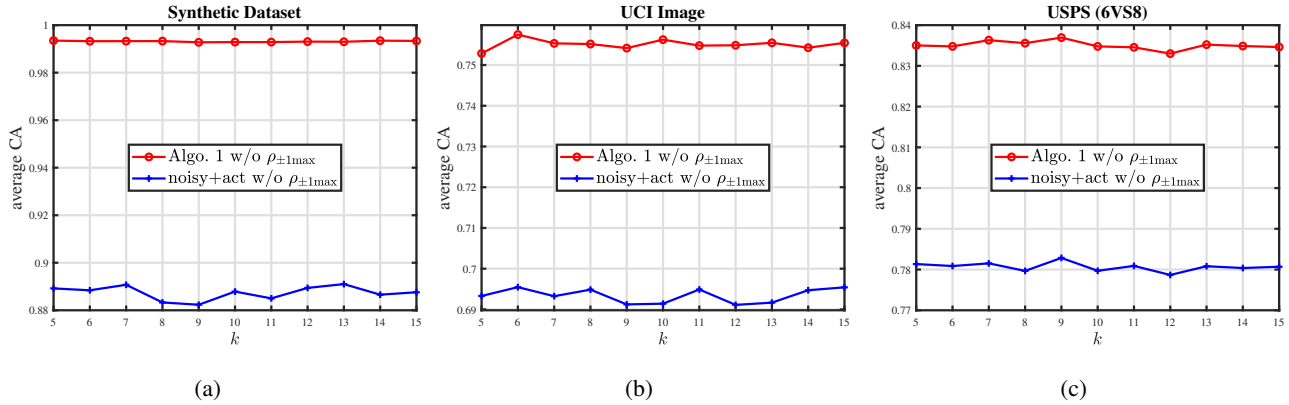 Synthetic Dataset
1
0.98
0.96
0.94
0.92
0.9
0.88
average CA
Algo. 1 w/o ρ±1max
noisy+act w/o ρ±1max
5 6 7 8 9 10 11 12 13 14 15
k
(a)
UCI Image
0.75
0.74
0.73
0.72
0.71
0.7
0.69
average CA
Algo. 1 w/o ρ±1max
noisy+act w/o ρ±1max
5 6 7 8 9 10 11 12 13 14 15
k
(b)
USPS (6VS8)
0.84
0.83
0.82
0.81
0.8
0.79
0.78
0.77
average CA
Algo. 1 w/o ρ±1max
noisy+act w/o ρ±1max
5 6 7 8 9 10 11 12 13 14 15
k
(c)